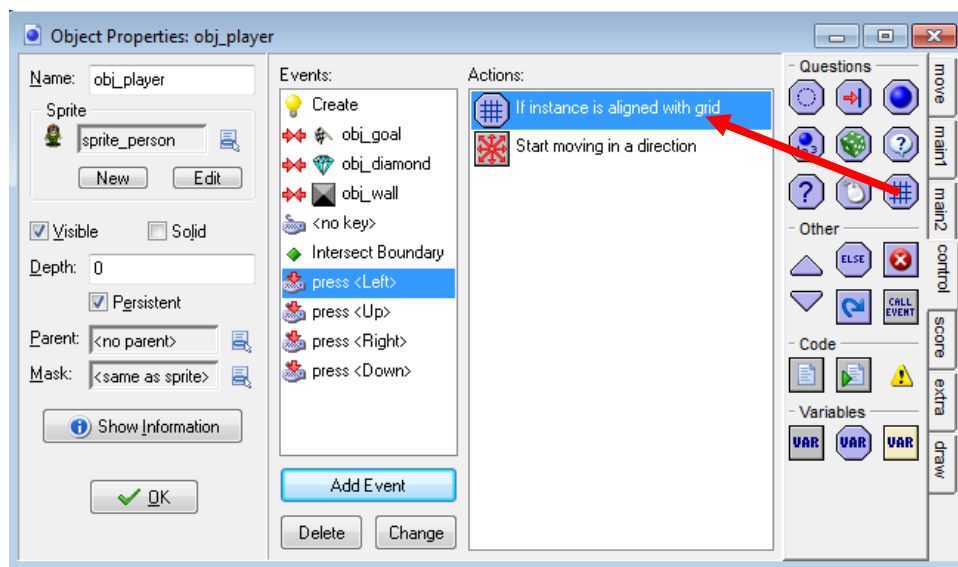 Object Properties: obj_player
Name: obj_player
Sprite
sprite_person
New Edit
Visible Solid
Depth: 0
Persistent
Parent: <no parent>
Mask: <same as sprite>
Show Information
OK
Events:
Create
obj_goal
obj_diamond
obj_wall
<no key>
Intersect Boundary
press <Left>
press <Up>
press <Right>
press <Down>
Add Event
Delete Change
Actions:
If instance is aligned with grid
Start moving in a direction
Questions
?
Other
ELSE
CALL
EVENT
Code
Variables
VAR VAR VAR
move
main1
main2
control
score
extra
draw